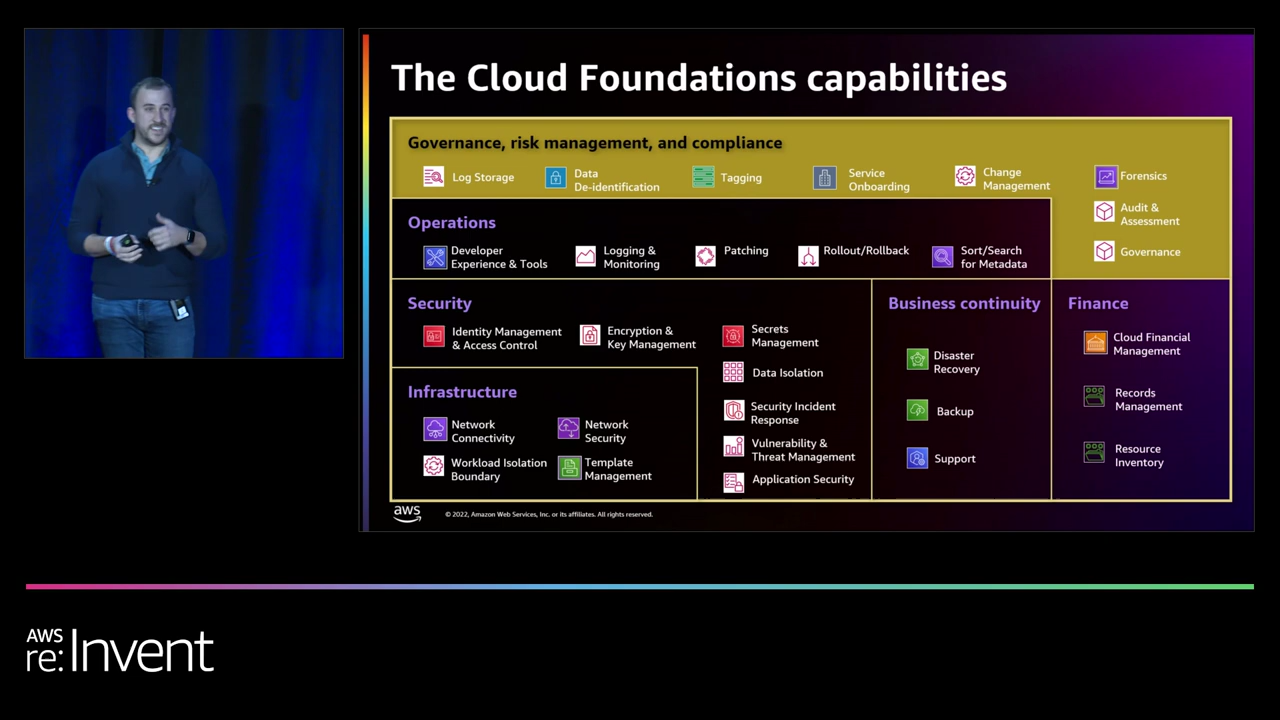 The Cloud Foundations capabilities
Governance, risk management, and compliance
Log Storage
Data
De-identification
Tagging
Service
Onboarding
Change
Management
Forensics
Audit &
Assessment
Governance
Operations
Developer
Experience & Tools
Logging &
Monitoring
Patching
Rollout/Rollback
Sort/Search
for Metadata
Security
Identity Management
& Access Control
Encryption &
Key Management
Secrets
Management
Data Isolation
Security Incident
Response
Vulnerability &
Threat Management
Application Security
Infrastructure
Network
Connectivity
Network
Security
Workload Isolation
Boundary
Template
Management
Business continuity
Disaster
Recovery
Backup
Support
Finance
Cloud Financial
Management
Records
Management
Resource
Inventory
aws
© 2022, Amazon Web Services, Inc. or its affiliates. All rights reserved.
AWS
re:Invent